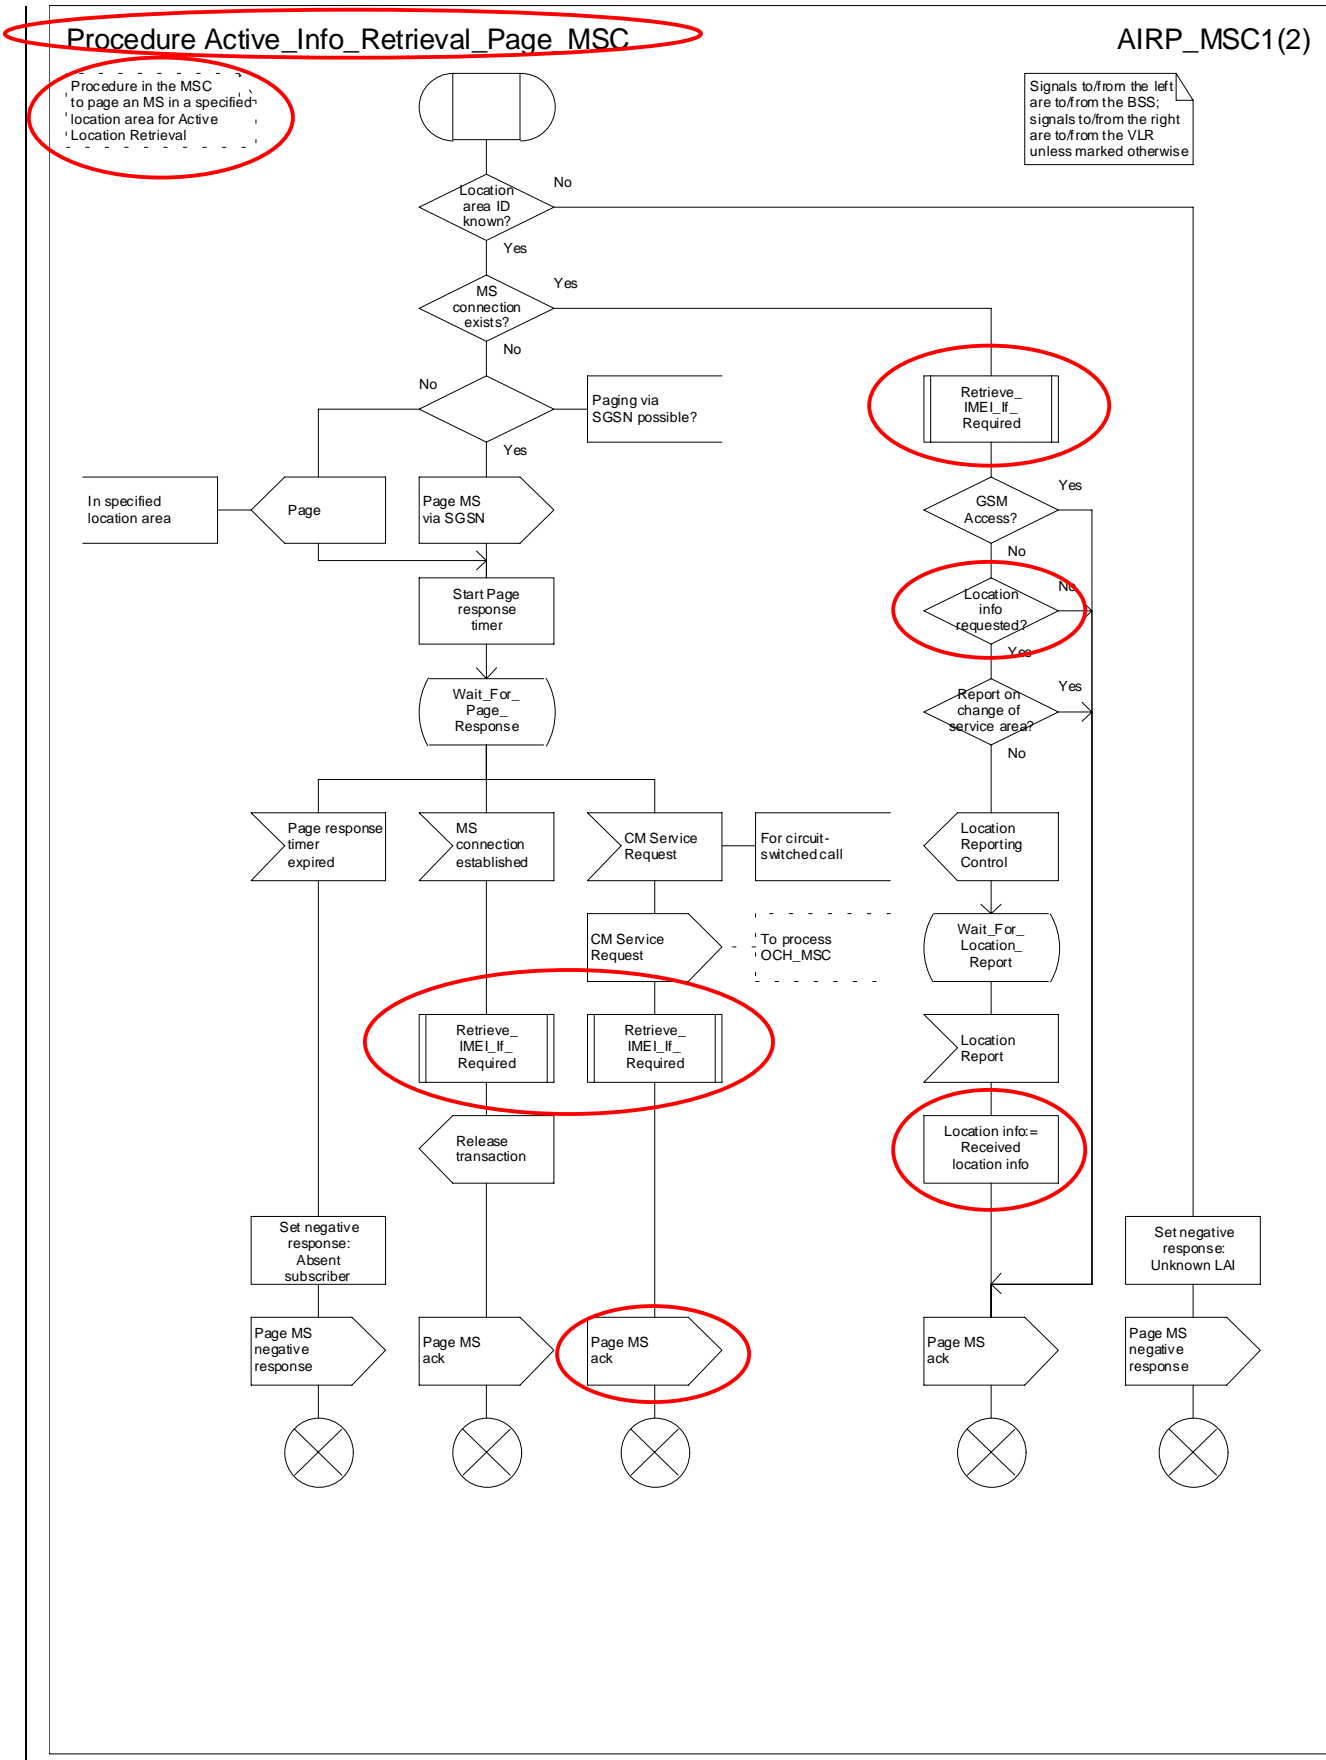 Procedure Active_Info_Retrieval_Page_MSC
AIRP_MSC1(2)
Procedure in the MSC
to page an MS in a specified
location area for Active
Location Retrieval
Signals to/from the left
are to/from the BSS;
signals to/from the right
are to/from the VLR
unless marked otherwise
Location
area ID
known?
No
Yes
MS
connection
exists?
Yes
No
No
Paging via
SGSN possible?
Yes
Retrieve_
IMEI_If_
Required
In specified
location area
Page
Page MS
via SGSN
GSM
Access?
Yes
No
Start Page
response
timer
Location
info
requested?
No
Yes
Wait_For_
Page_
Response
Report on
change of
service area?
Yes
No
Page response
timer
expired
MS
connection
established
CM Service
Request
For circuit-
switched call
Location
Reporting
Control
CM Service
Request
To process
OCH_MSC
Wait_For_
Location_
Report
Retrieve_
IMEI_If_
Required
Retrieve_
IMEI_If_
Required
Location
Report
Release
transaction
Location info:=
Received
location info
Set negative
response:
Absent
subscriber
Set negative
response:
Unknown LAI
Page MS
negative
response
Page MS
ack
Page MS
ack
Page MS
ack
Page MS
negative
response